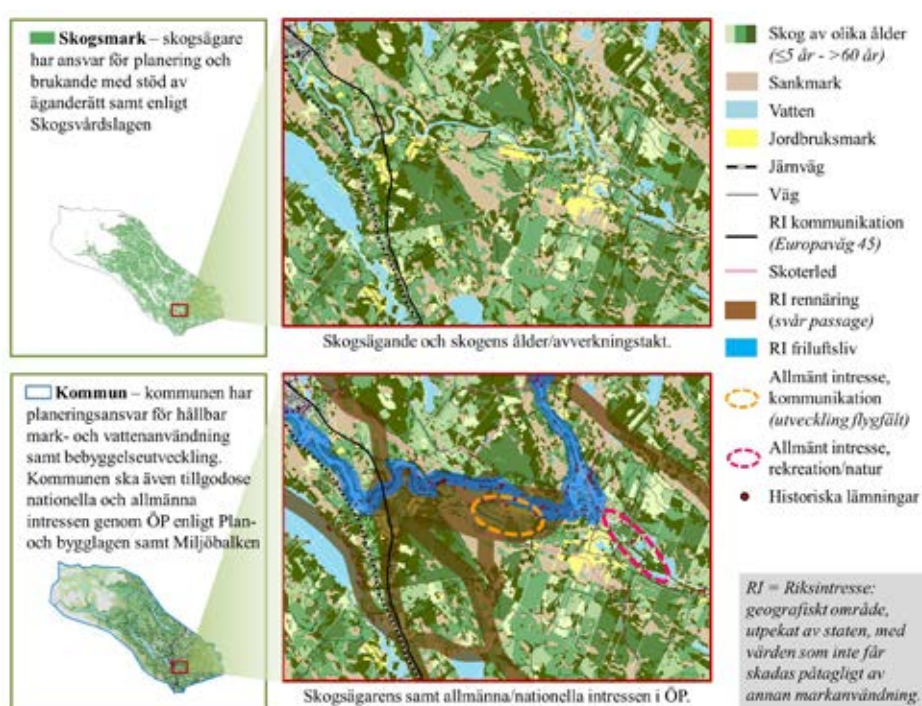 Skogsmark – skogsägare
har ansvar för planering och
brukande med stöd av
äganderätt samt enligt
Skogsvårdslagen
Skogsägande och skogens ålder/avverkningstakt.
Kommun – kommunen har
planeringsansvar för hållbar
mark- och vattenanvändning
samt bebyggelseutveckling.
Kommunen ska även tillgodose
nationella och allmänna
intressen genom ÖP enligt Plan-
och bygglagen samt Miljöbalken
Skogsägarens samt allmänna/nationella intressen i ÖP.
Skog av olika ålder
(≤5 år - >60 år)
Sankmark
Vatten
Jordbruksmark
Järnväg
Väg
RI kommunikation
(Europaväg 45)
Skoterled
RI rennäring
(svår passage)
RI friluftsliv
Allmänt intresse,
kommunikation
(utveckling flygfält)
Allmänt intresse,
rekreation/natur
Historiska lämningar
RI = Riksintresse:
geografiskt område,
utpekat av staten, med
värden som inte får
skadas påtagligt av
annan markanvändning.